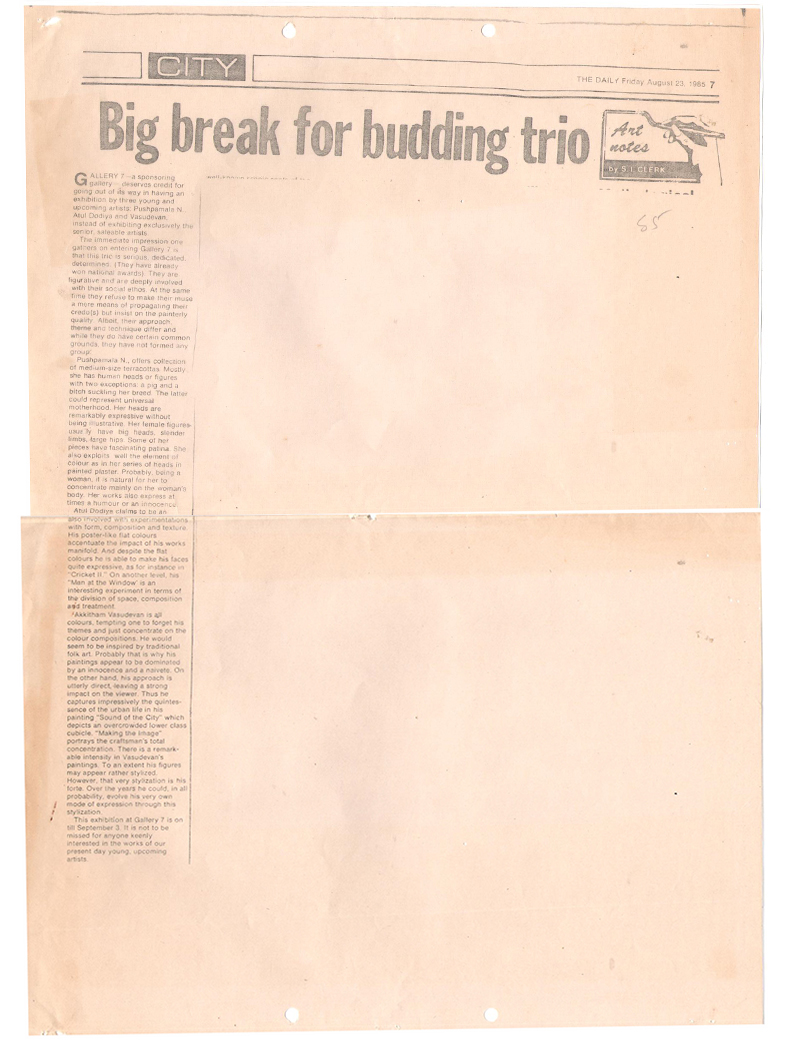 CITY
THE DAILY Friday August 23, 1985 7
Big break for budding trio
Art
notes
by S.I. CLERK
85
GALLERY 7—a sponsoring
gallery—deserves credit for
going out of its way in having an
exhibition by three young and
upcoming artists: Pushpamala N.
Atul Dodiya and Vasudevan,
instead of exhibiting exclusively the
senior, saleable artists.
The immediate impression one
gathers on entering Gallery 7 is
that this trio is serious, dedicated,
determined. (They have already
won national awards). They are
figurative and are deeply involved
with their social ethos. At the same
time they refuse to make their muse
a mere means of propagating their
credo(s) but insist on the painterly
quality. Albeit, their approach,
theme and technique differ and
while they do have certain common
grounds, they have not formed any
group.
Pushpamala N., offers collection
of medium-size terracottas. Mostly
she has human heads or figures
with two exceptions: a pig and a
bitch suckling her breed. The latter
could represent universal
motherhood. Her heads are
remarkably expressive without
being illustrative. Her female figures
usually have big heads, slender
limbs, large hips. Some of her
pieces have fascinating patina. She
also exploits well the element of
colour as in her series of heads in
painted plaster. Probably, being a
woman, it is natural for her to
concentrate mainly on the woman's
body. Her works also express at
times a humour or an innocence.
Atul Dodiya claims to be an
also involved with experimentations
with form, composition and texture.
His poster-like flat colours
accentuate the impact of his works
manifold. And despite the flat
colours he is able to make his faces
quite expressive, as for instance in
"Cricket II." On another level, his
"Man at the Window' is an
interesting experiment in terms of
the division of space, composition
and treatment.
Akkitham Vasudevan is all
colours, tempting one to forget his
themes and just concentrate on the
colour compositions. He would
seem to be inspired by traditional
folk art. Probably that is why his
paintings appear to be dominated
by an innocence and a naivete. On
the other hand, his approach is
utterly direct, leaving a strong
impact on the viewer. Thus he
captures impressively the quintes-
sence of the urban life in his
painting "Sound of the City" which
depicts an overcrowded lower class
cubicle. "Making the Image"
portrays the craftsman's total
concentration. There is a remark-
able intensity in Vasudevan's
paintings. To an extent his figures
may appear rather stylized.
However, that very stylization is his
forte. Over the years he could, in all
probability, evolve his very own
mode of expression through this
stylization.
This exhibition at Gallery 7 is on
till September 3. It is not to be
missed for anyone keenly
interested in the works of our
present day young, upcoming
artists.